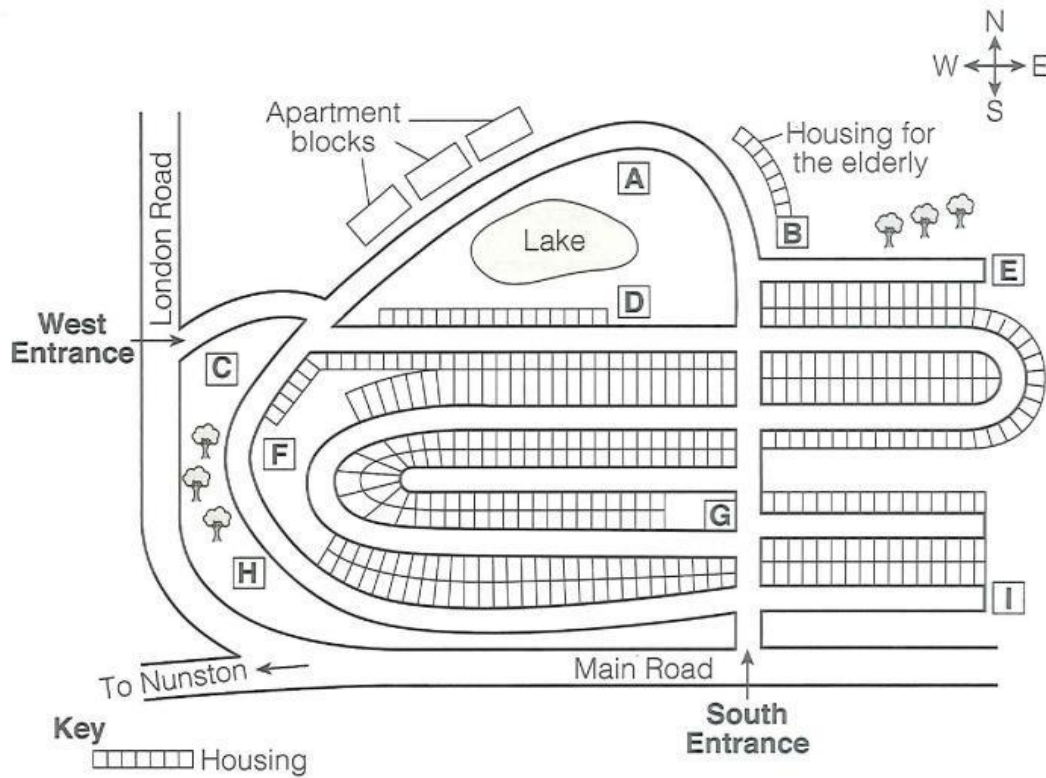 N
W E
S
Apartment
blocks
Housing for
the elderly
London Road
A
B
Lake
E
D
West
Entrance
C
F
G
H
I
To Nunston
Main Road
South
Entrance
Key
Housing